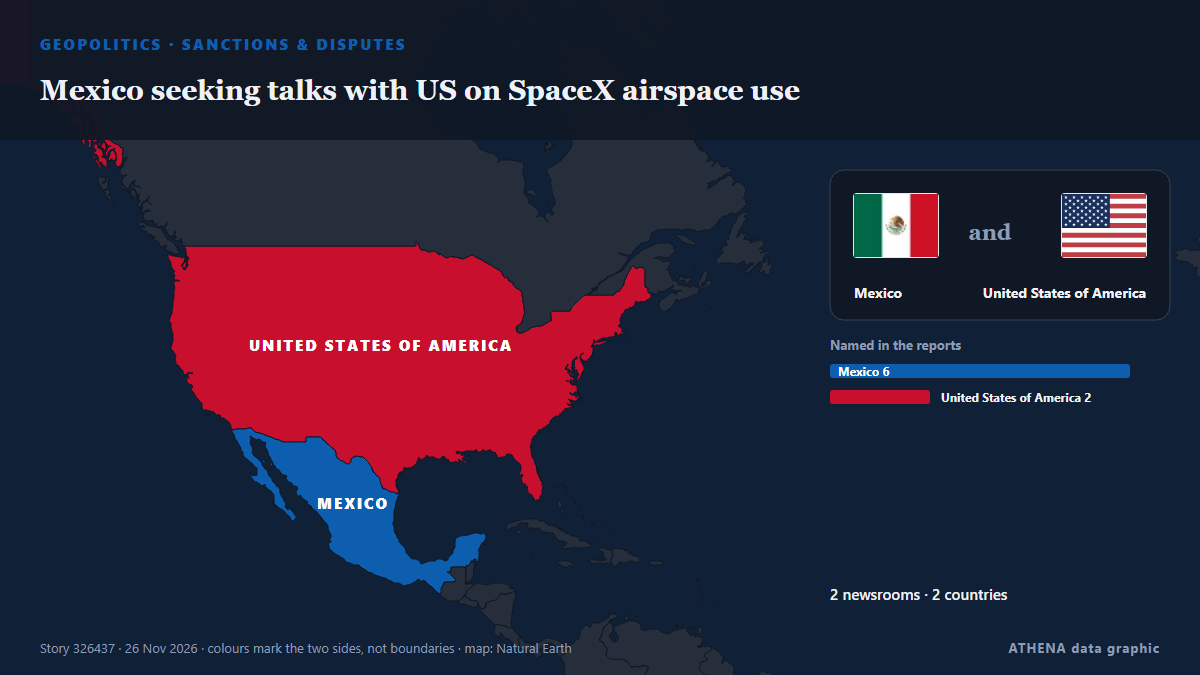 GEOPOLITICS · SANCTIONS & DISPUTES
Mexico seeking talks with US on SpaceX airspace use
and
Mexico
United States of America
Named in the reports
Mexico 6
United States of America 2
UNITED STATES OF AMERICA
MEXICO
2 newsrooms · 2 countries
Story 326437 · 26 Nov 2026 · colours mark the two sides, not boundaries · map: Natural Earth
ATHENA data graphic